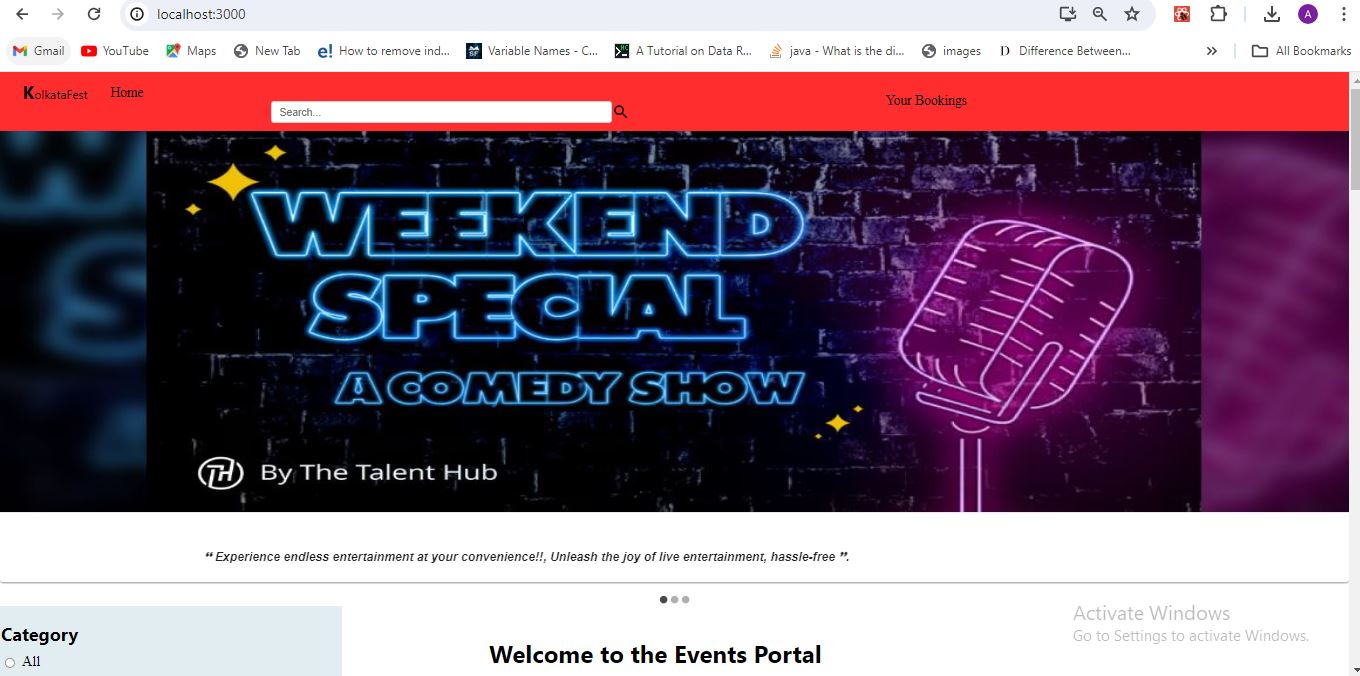 localhost:3000
A
Gmail
YouTube
Maps
New Tab
e! How to remove ind...
SF Variable Names - C...
A Tutorial on Data R...
java - What is the di...
images
D Difference Between...
»
All Bookmarks
KolkataFest
Home
Search...
Your Bookings
WEEKEND
SPECIAL
A COMEDY SHOW
TH By The Talent Hub
❝ Experience endless entertainment at your convenience!!, Unleash the joy of live entertainment, hassle-free ❞.
Activate Windows
Go to Settings to activate Windows.
Category
All
Welcome to the Events Portal